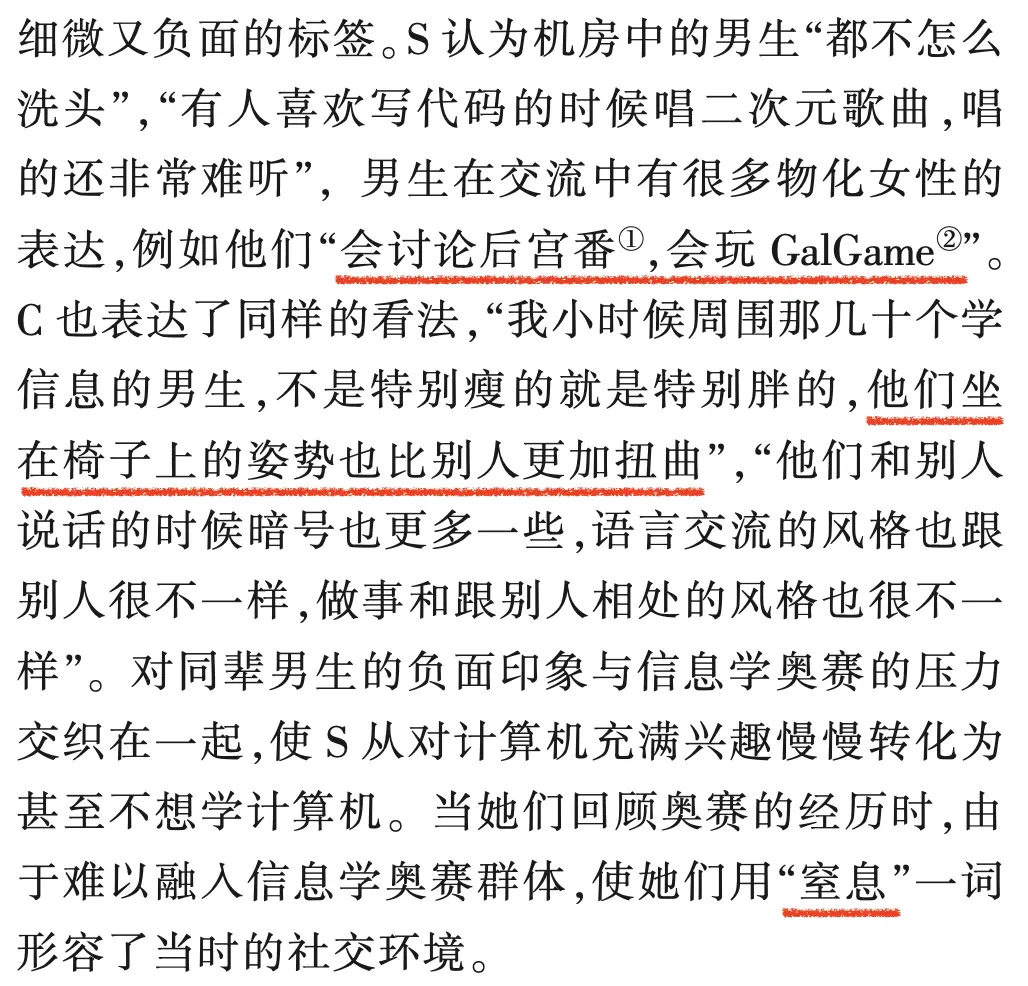 细微又负面的标签。S 认为机房中的男生“都不怎么
洗头”,“有人喜欢写代码的时候唱二次元歌曲,唱
的还非常难听”, 男生在交流中有很多物化女性的
表达,例如他们“会讨论后宫番①,会玩 GalGame②”。
C 也表达了同样的看法,“我小时候周围那几十个学
信息的男生,不是特别瘦的就是特别胖的,他们坐
在椅子上的姿势也比别人更加扭曲”,“他们和别人
说话的时候暗号也更多一些,语言交流的风格也跟
别人很不一样,做事和跟别人相处的风格也很不一
样”。对同辈男生的负面印象与信息学奥赛的压力
交织在一起,使 S 从对计算机充满兴趣慢慢转化为
甚至不想学计算机。当她们回顾奥赛的经历时,由
于难以融入信息学奥赛群体,使她们用“窒息”一词
形容了当时的社交环境。